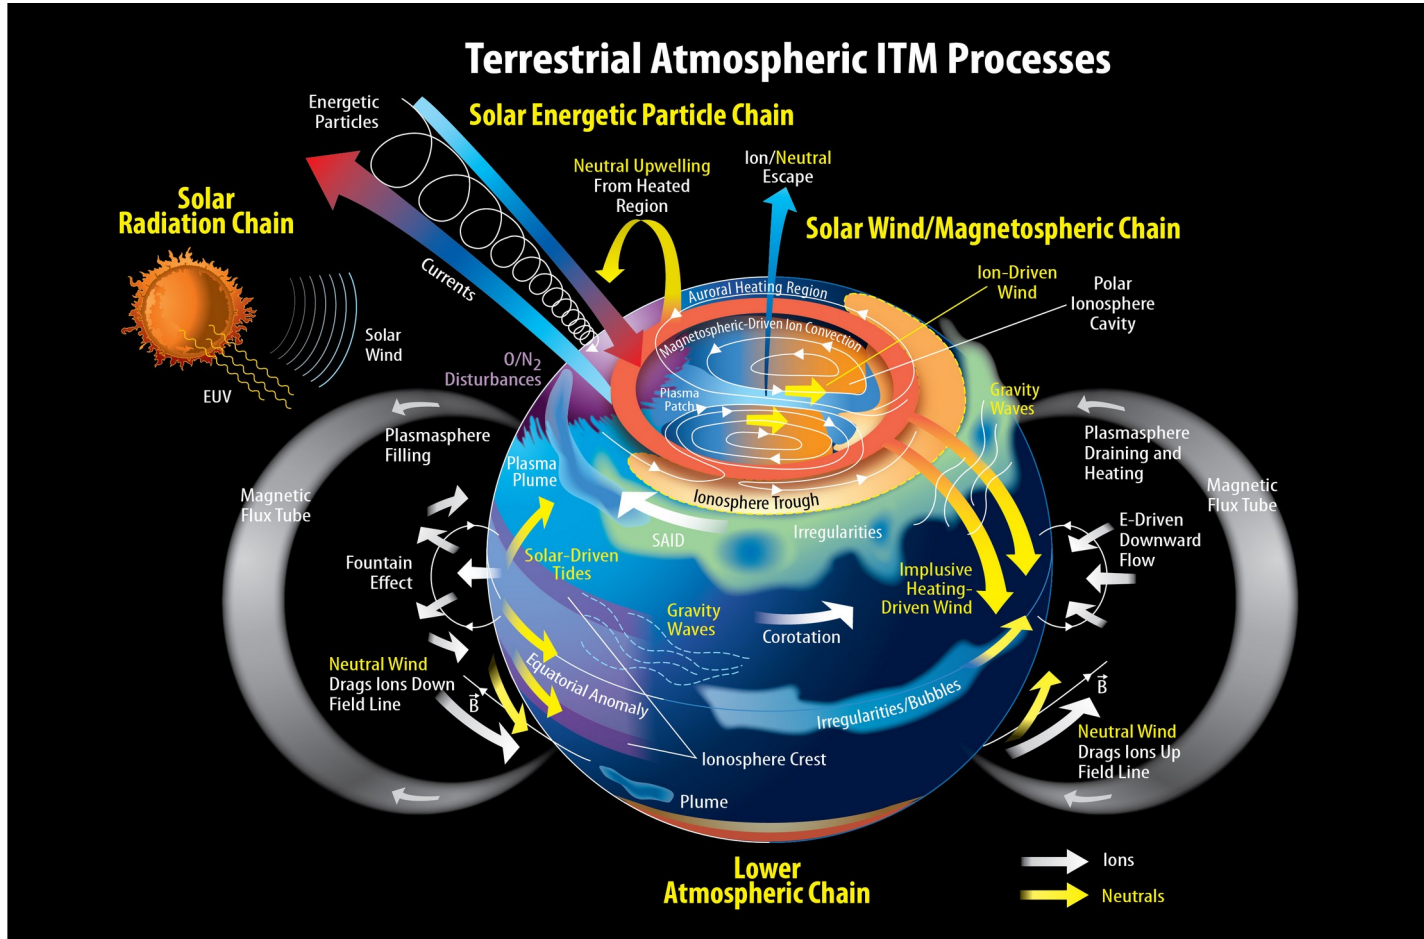 Terrestrial Atmospheric ITM Processes
Energetic
Particles
Solar Energetic Particle Chain
Neutral Upwelling
From Heated
Region
Ion/Neutral
Escape
Solar
Radiation Chain
Solar Wind/Magnetospheric Chain
Currents
Ion-Driven
Wind
Polar
Ionosphere
Cavity
Auroral Heating Region
Magnetospheric-Driven Ion Convection
Solar
Wind
EUV
O/N2
Disturbances
Plasma
Patch
Gravity
Waves
Plasmasphere
Filling
Plasmasphere
Draining and
Heating
Plasma
Plume
Magnetic
Flux Tube
Magnetic
Flux Tube
Ionosphere Trough
SAID
Irregularities
E-Driven
Downward
Flow
Fountain
Effect
Solar-Driven
Tides
Implusive
Heating-
Driven Wind
Gravity
Waves
Corotation
Neutral Wind
Drags Ions Down
Field Line
B
Equatorial Anomaly
Irregularities/Bubbles
B
Neutral Wind
Drags Ions Up
Field Line
Ionosphere Crest
Plume
Lower
Atmospheric Chain
Ions
Neutrals